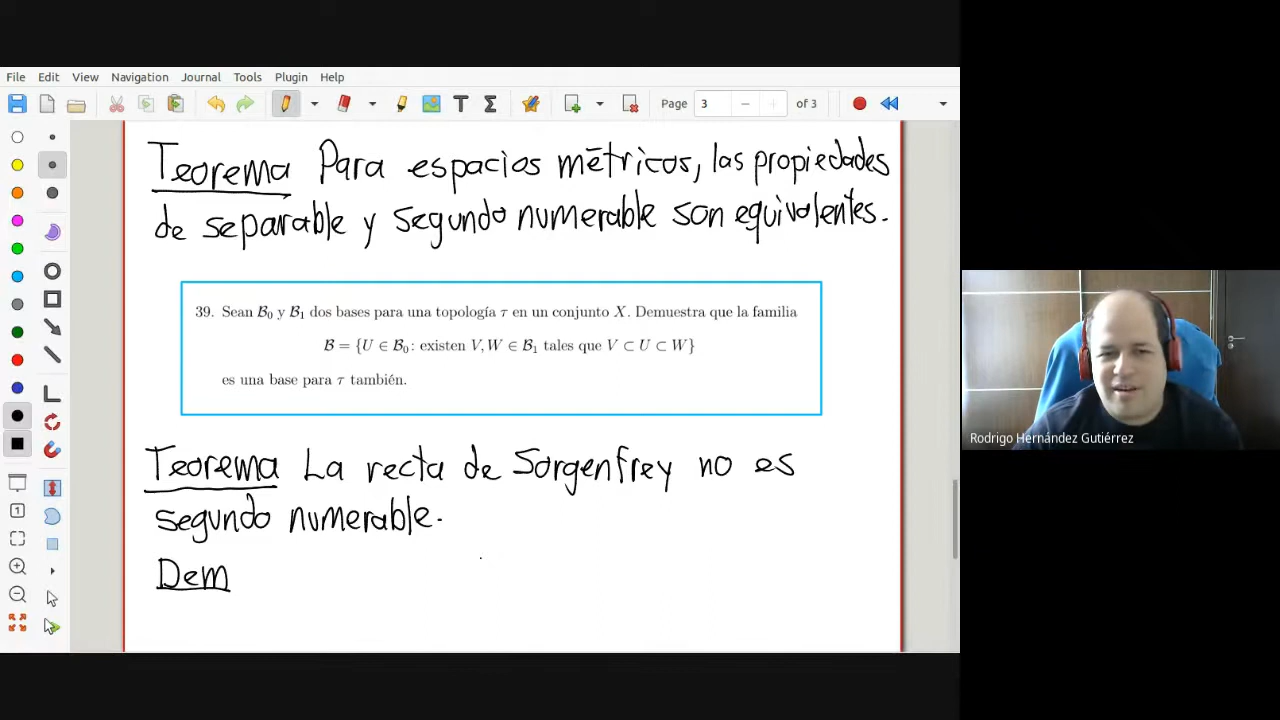 File Edit View Navigation Journal Tools Plugin Help
Page 3 of 3
Teorema Para espacios métricos, las propiedades
de separable y segundo numerable son equivalentes.
39. Sean B₀ y B₁ dos bases para una topología τ en un conjunto X. Demuestra que la familia
B = {U ∈ B₀ : existen V, W ∈ B₁ tales que V ⊂ U ⊂ W}
es una base para τ también.
Teorema La recta de Sorgenfrey no es
segundo numerable.
Dem
Rodrigo Hernández Gutiérrez